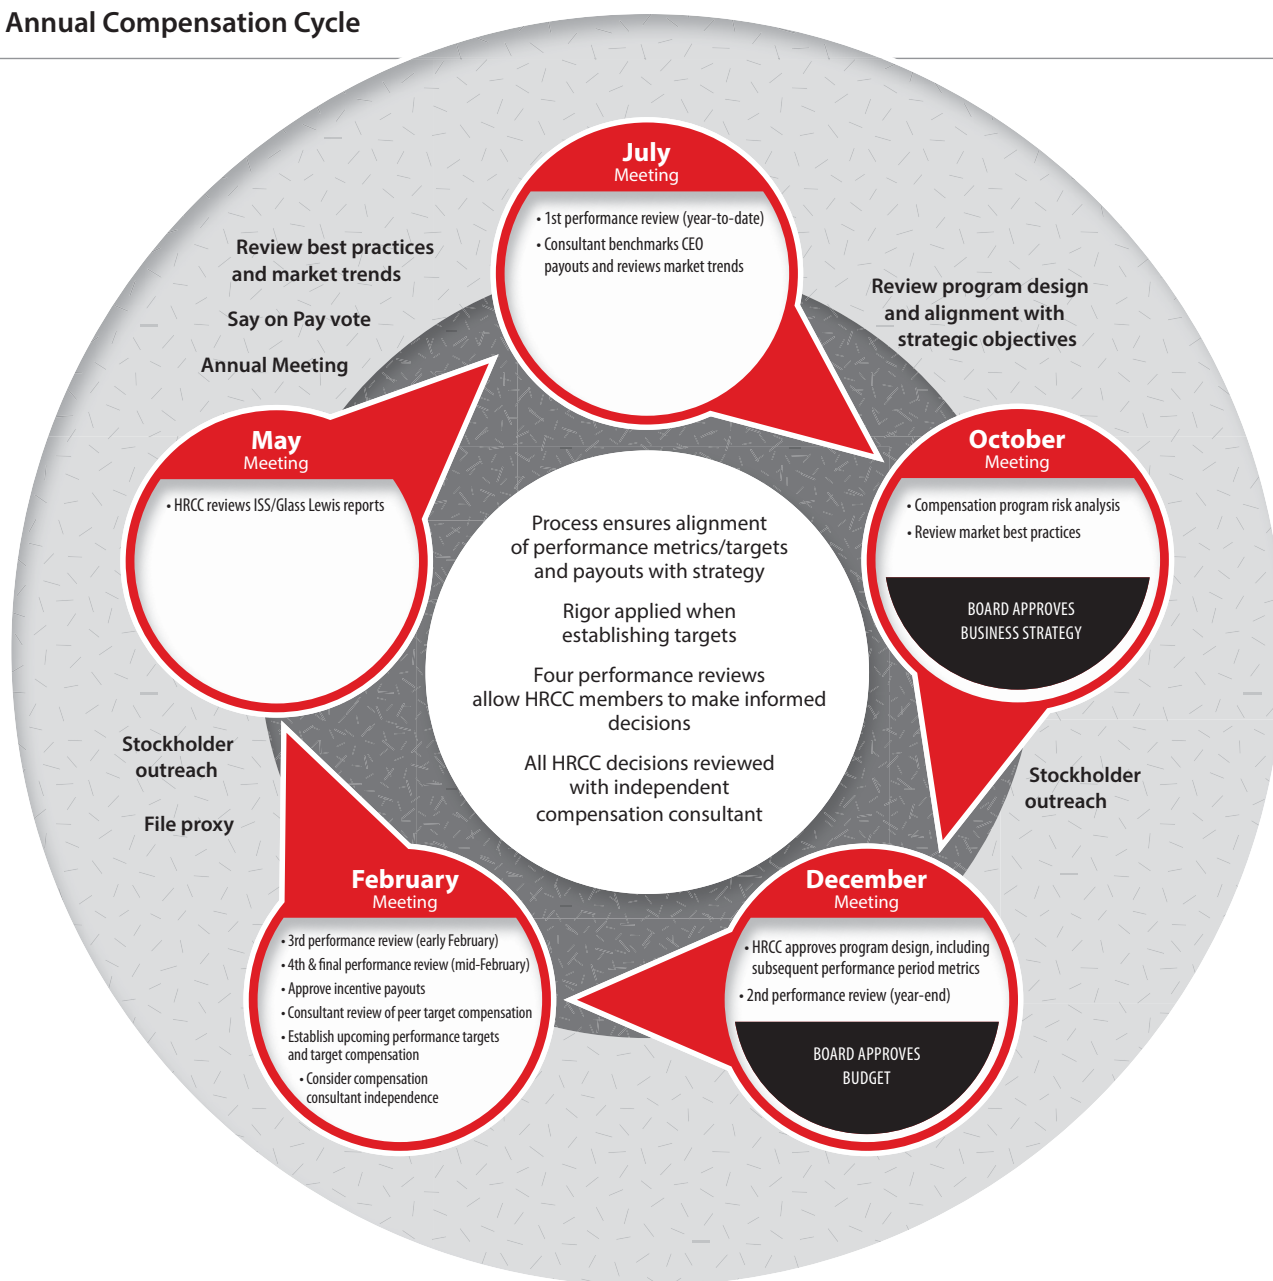 Annual Compensation Cycle
July
Meeting
• 1st performance review (year-to-date)
• Consultant benchmarks CEO
payouts and reviews market trends
Review program design
and alignment with
strategic objectives
October
Meeting
• Compensation program risk analysis
• Review market best practices
BOARD APPROVES
BUSINESS STRATEGY
Stockholder
outreach
December
Meeting
• HRCC approves program design, including
subsequent performance period metrics
• 2nd performance review (year-end)
BOARD APPROVES
BUDGET
February
Meeting
• 3rd performance review (early February)
• 4th & final performance review (mid-February)
• Approve incentive payouts
• Consultant review of peer target compensation
• Establish upcoming performance targets
and target compensation
• Consider compensation
consultant independence
Stockholder
outreach
File proxy
May
Meeting
• HRCC reviews ISS/Glass Lewis reports
Review best practices
and market trends
Say on Pay vote
Annual Meeting
Process ensures alignment
of performance metrics/targets
and payouts with strategy
Rigor applied when
establishing targets
Four performance reviews
allow HRCC members to make informed
decisions
All HRCC decisions reviewed
with independent
compensation consultant